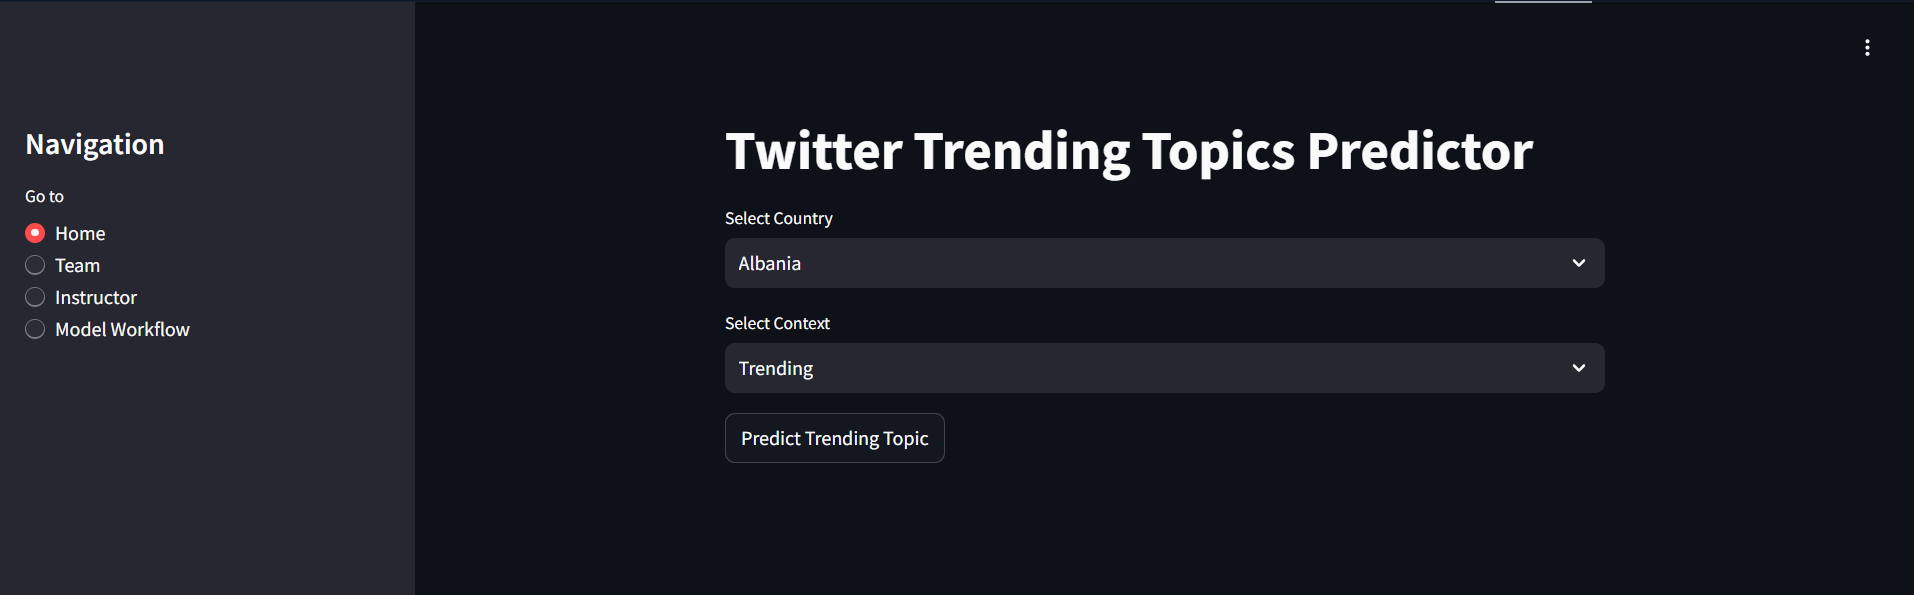 Navigation
Go to
Home
Team
Instructor
Model Workflow
Twitter Trending Topics Predictor
Select Country
Albania
Select Context
Trending
Predict Trending Topic